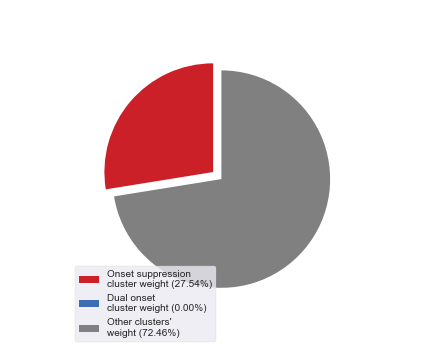 Onset suppression
cluster weight (27.54%)
Dual onset
cluster weight (0.00%)
Other clusters'
weight (72.46%)